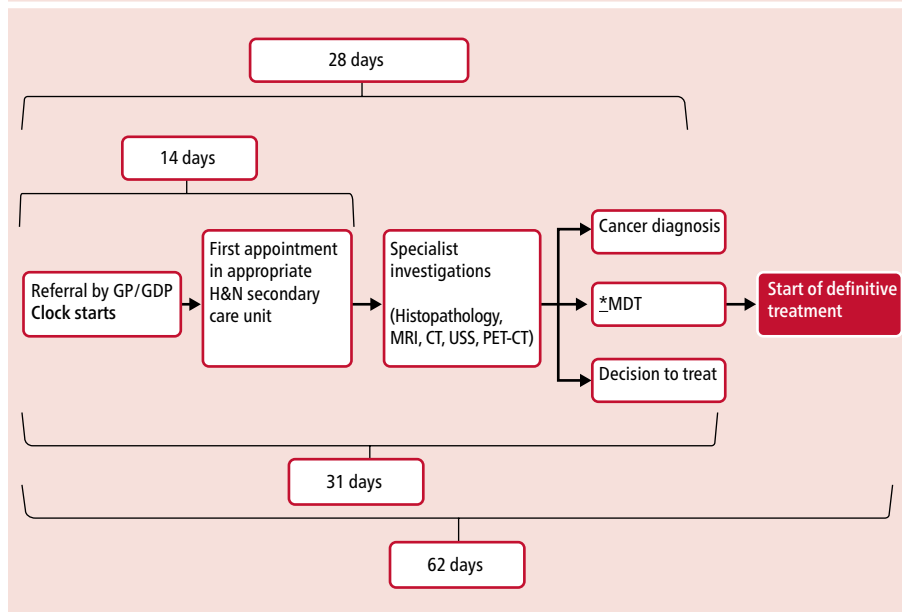 28 days
14 days
Referral by GP/GDP
Clock starts
First appointment
in appropriate
H&N secondary
care unit
Specialist
investigations
(Histopathology,
MRI, CT, USS, PET-CT)
Cancer diagnosis
*MDT
Decision to treat
Start of definitive
treatment
31 days
62 days